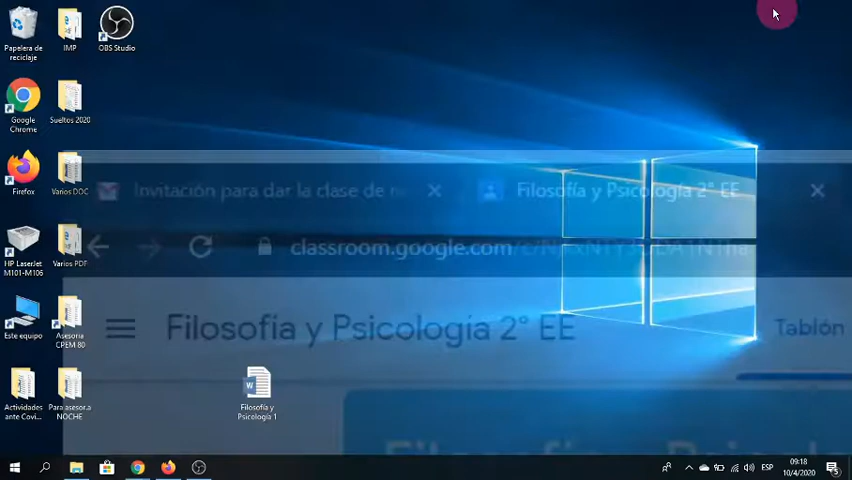 Papelera de
reciclaje
IMP
OBS Studio
Google
Chrome
Sueltos 2020
Firefox
Varios DOC
Invitación para dar la clase de
Filosofía y Psicología 2° EE
HP LaserJet
M101-M106
Varios PDF
classroom.google.com/c/
Este equipo
Asesoria
CPEM 80
Filosofía y Psicología 2° EE
Tablón
Actividades
ante Covi...
Para asesor.a
NOCHE
Filosofía y
Psicología 1
ESP
09:18
10/4/2020
5